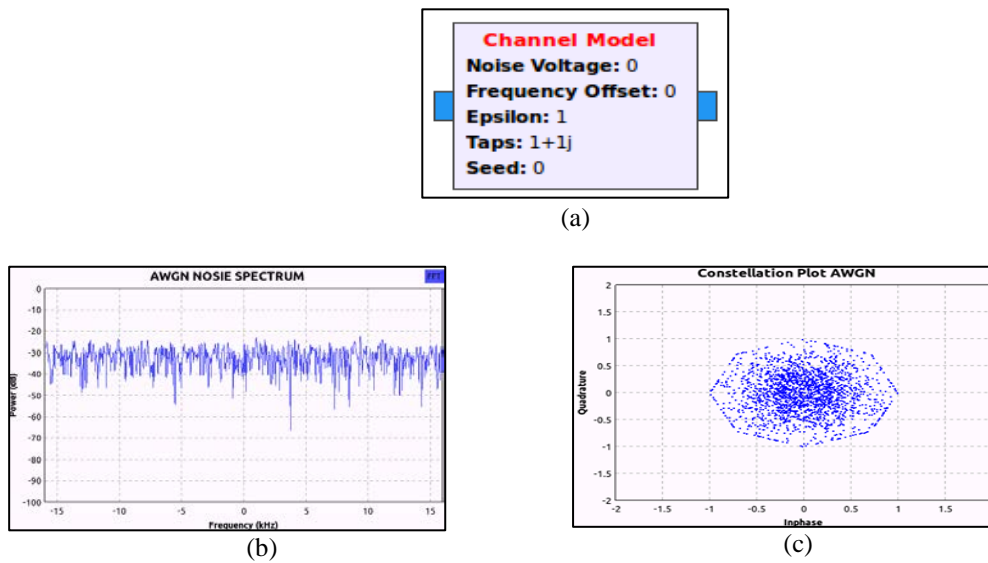 Channel Model
Noise Voltage: 0
Frequency Offset: 0
Epsilon: 1
Taps: 1+1j
Seed: 0
(a)
AWGN NOSIE SPECTRUM
FFT
0
-10
-20
-30
-40
-50
-60
-70
-80
-90
-100
Power (dB)
-15 -10 -5 0 5 10 15
Frequency (kHz)
(b)
Constellation Plot AWGN
2
1.5
1
0.5
0
-0.5
-1
-1.5
-2
Quadrature
-2 -1.5 -1 -0.5 0 0.5 1 1.5
Inphase
(c)